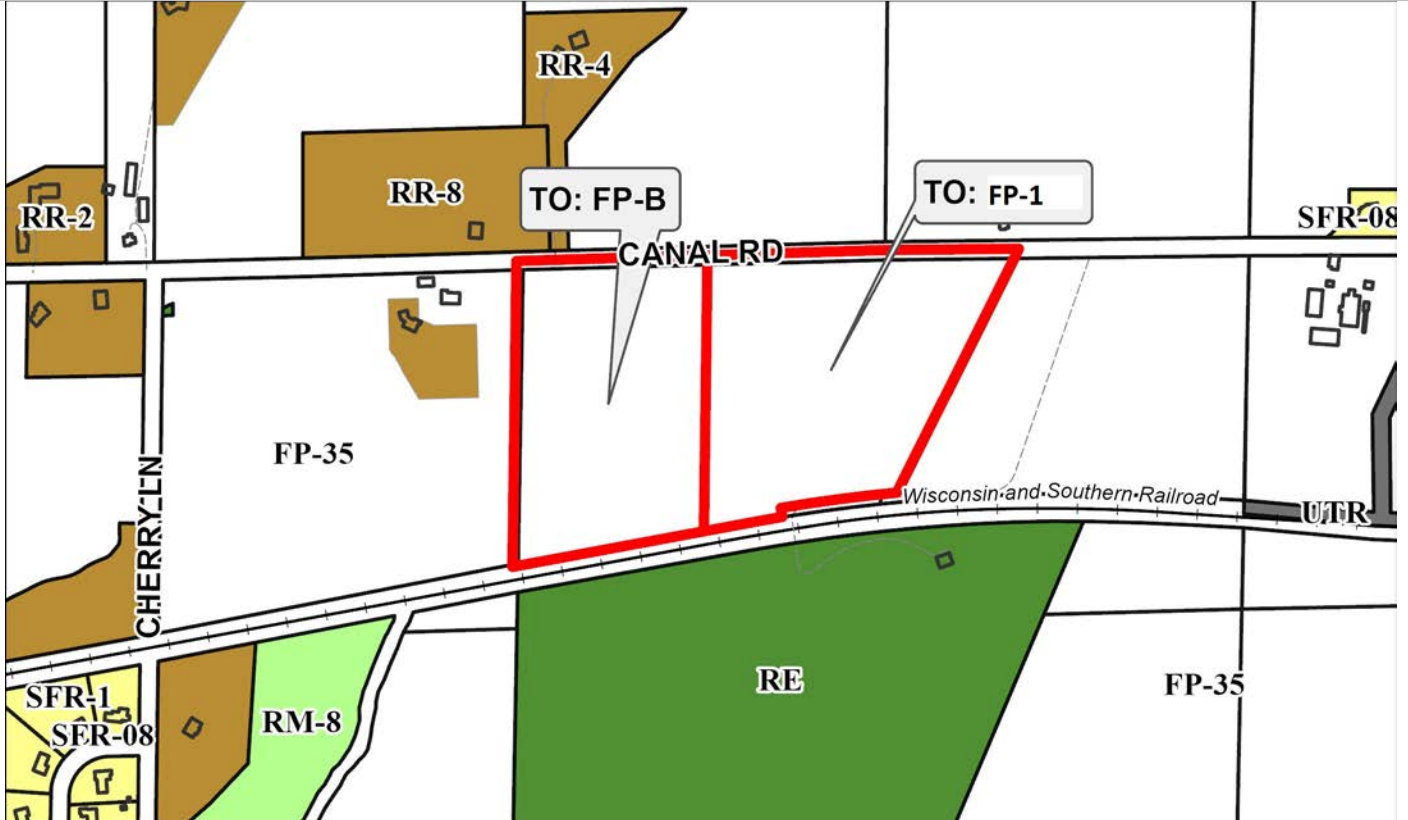 RR-4
RR-8
TO: FP-B
TO: FP-1
RR-2
SFR-08
CANAL RD
FP-35
CHERRY LN
Wisconsin and Southern Railroad
UTR
RE
FP-35
SFR-1
RM-8
SFR-08